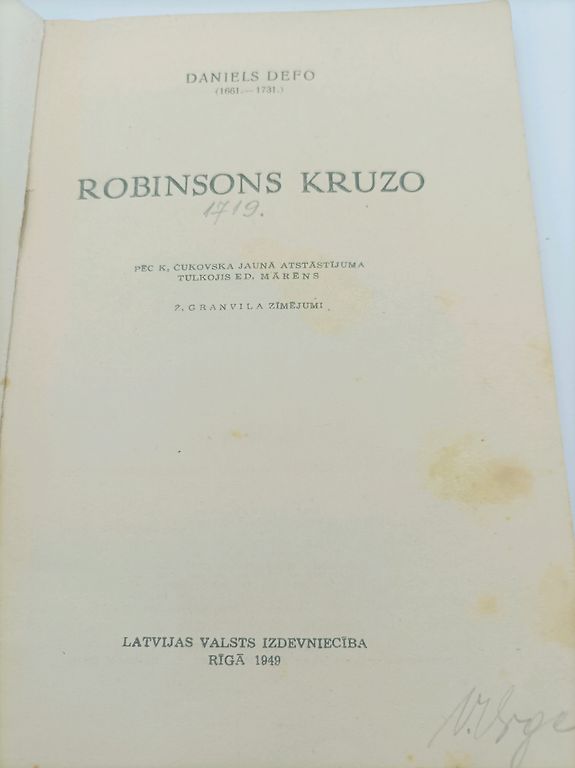 DANIELS DEFO
(1661.—1731.)
ROBINSONS KRUZO
1719.
PĒC K. ČUKOVSKA JAUNĀ ATSTĀSTĪJUMA
TULKOJIS ED. MĀRĒNS
Ž. GRANVILA ZĪMĒJUMI
LATVIJAS VALSTS IZDEVNIECĪBA
RĪGĀ 1949